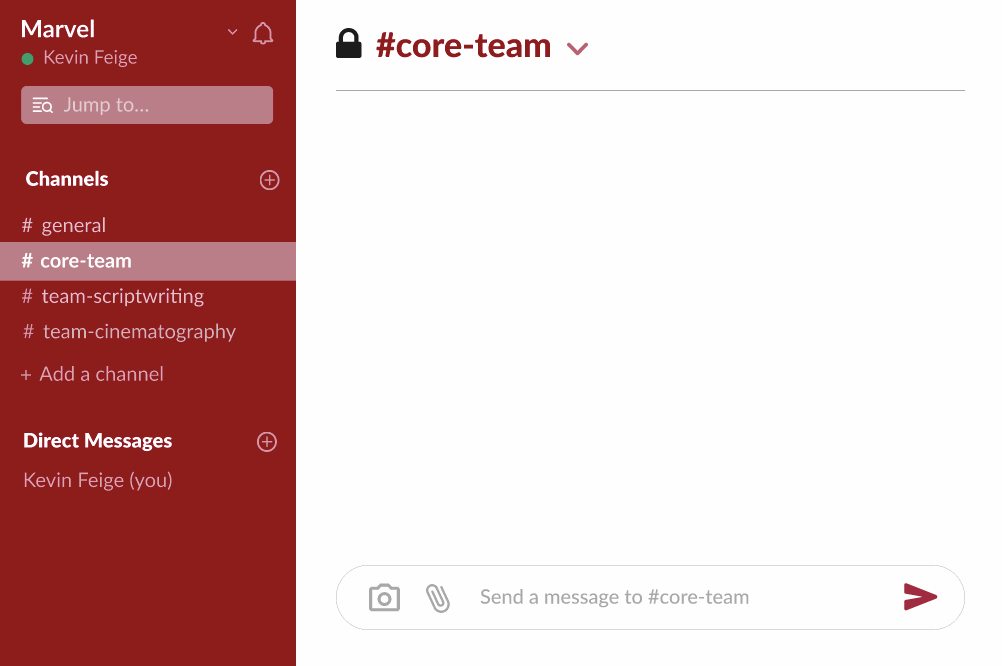 Marvel
Kevin Feige
Jump to...
Channels
# general
# core-team
# team-scriptwriting
# team-cinematography
+ Add a channel
Direct Messages
Kevin Feige (you)
#core-team
Send a message to #core-team